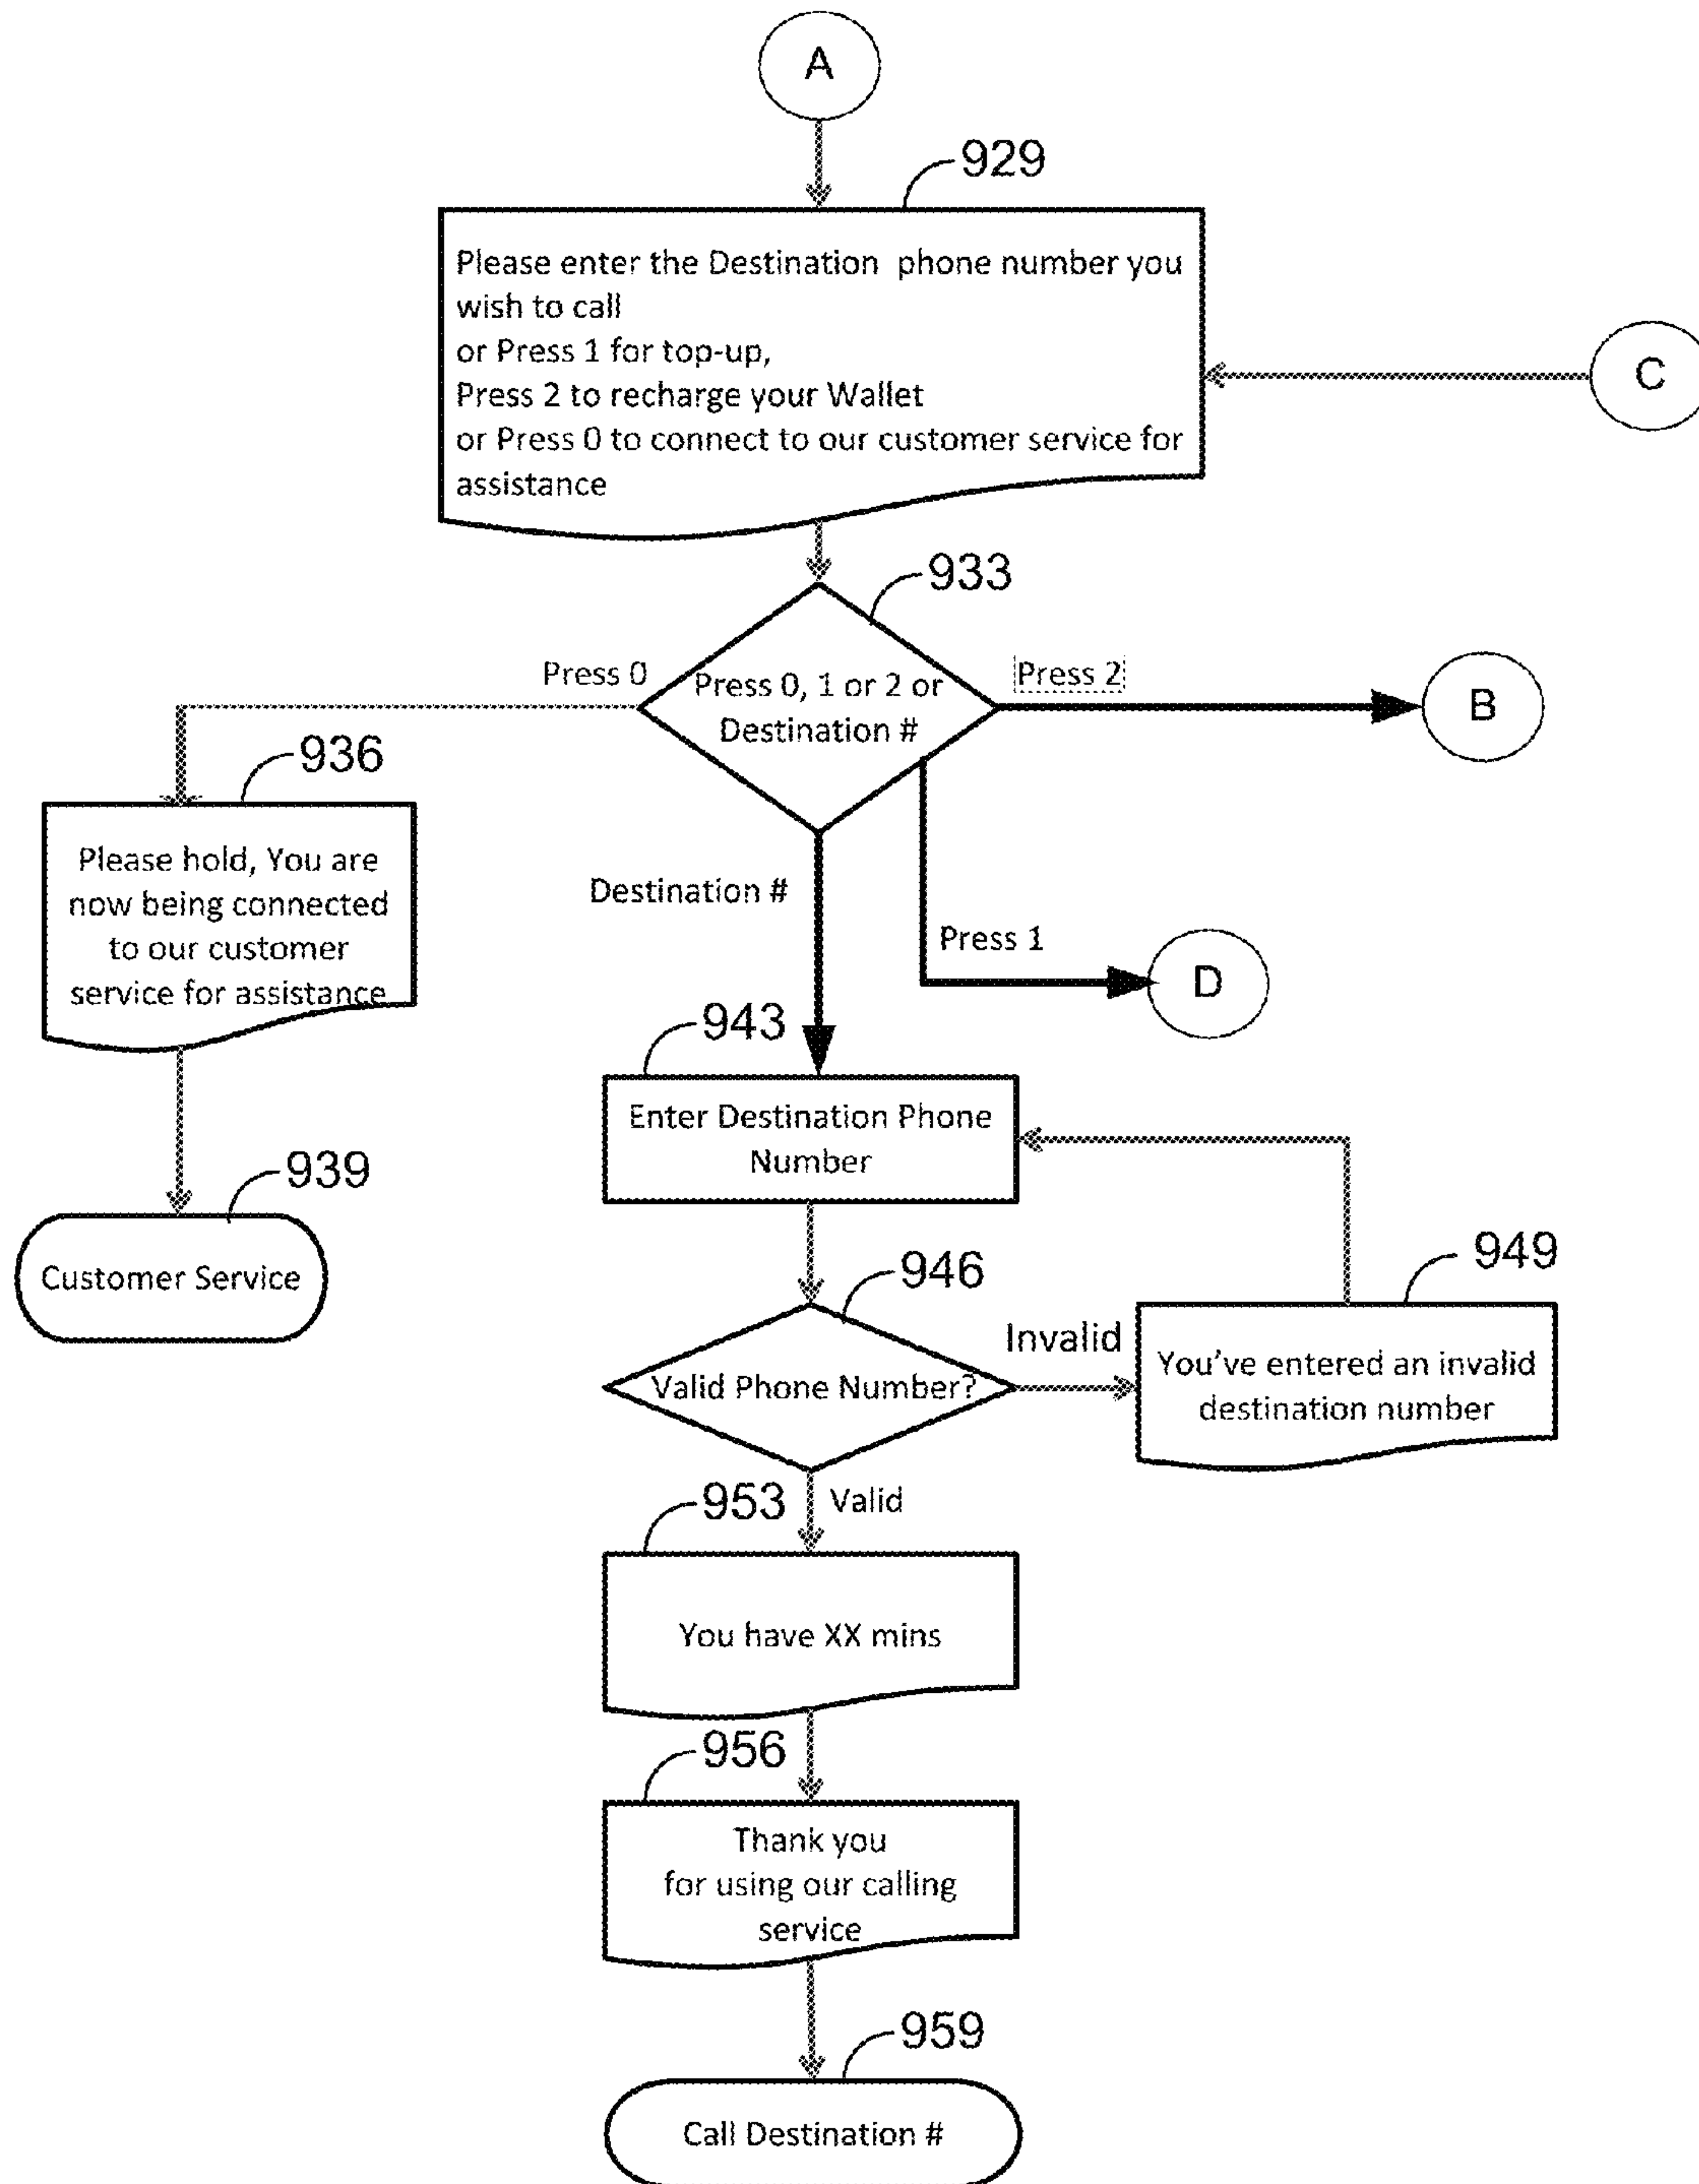 A
929
Please enter the Destination phone number you
wish to call
or Press 1 for top-up,
Press 2 to recharge your Wallet
or Press 0 to connect to our customer service for
assistance
C
933
Press 0
Press 0, 1 or 2 or
Destination #
Press 2
B
936
Please hold, You are
now being connected
to our customer
service for assistance
Destination #
Press 1
D
943
Enter Destination Phone
Number
939
Customer Service
946
Valid Phone Number?
Invalid
949
You've entered an invalid
destination number
Valid
953
You have XX mins
956
Thank you
for using our calling
service
959
Call Destination #